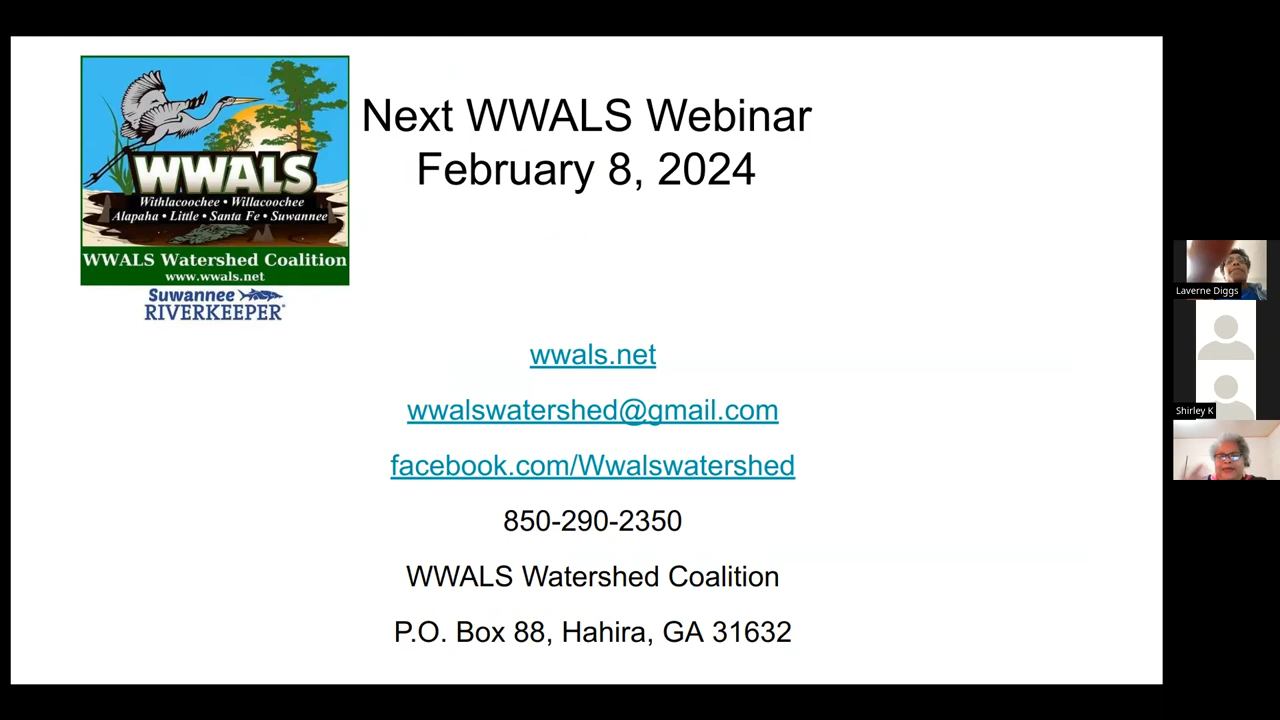 Next WWALS Webinar
February 8, 2024
WWALS
Withlacoochee • Willacoochee
Alapaha • Little • Santa Fe • Suwannee
WWALS Watershed Coalition
www.wwals.net
Suwannee
RIVERKEEPER®
wwals.net
wwalswatershed@gmail.com
facebook.com/Wwalswatershed
850-290-2350
WWALS Watershed Coalition
P.O. Box 88, Hahira, GA 31632
Laverne Diggs
Shirley K